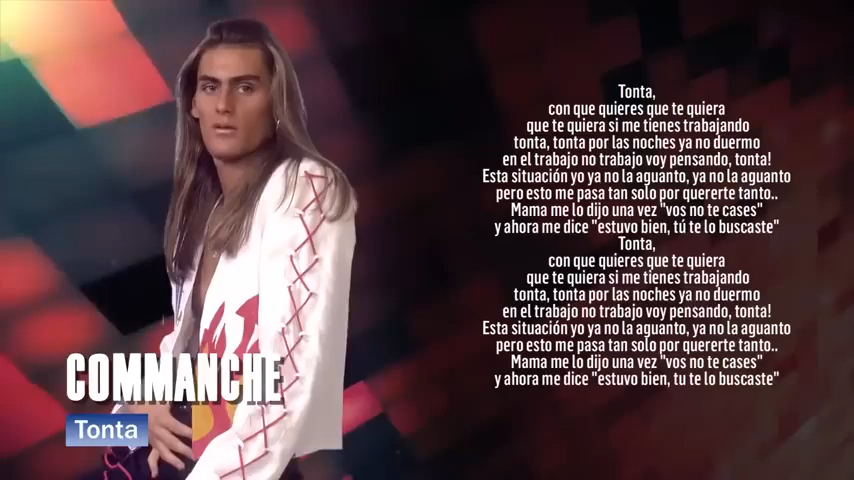 Tonta,
con que quieres que te quiera
que te quiera si me tienes trabajando
tonta, tonta por las noches ya no duermo
en el trabajo no trabajo voy pensando, tonta!
Esta situación yo ya no la aguanto, ya no la aguanto
pero esto me pasa tan solo por quererte tanto..
Mama me lo dijo una vez "vos no te cases"
y ahora me dice "estuvo bien, tú te lo buscaste"
Tonta,
con que quieres que te quiera
que te quiera si me tienes trabajando
tonta, tonta por las noches ya no duermo
en el trabajo no trabajo voy pensando, tonta!
Esta situación yo ya no la aguanto, ya no la aguanto
pero esto me pasa tan solo por quererte tanto..
Mama me lo dijo una vez "vos no te cases"
y ahora me dice "estuvo bien, tu te lo buscaste"
COMMANCHE
Tonta